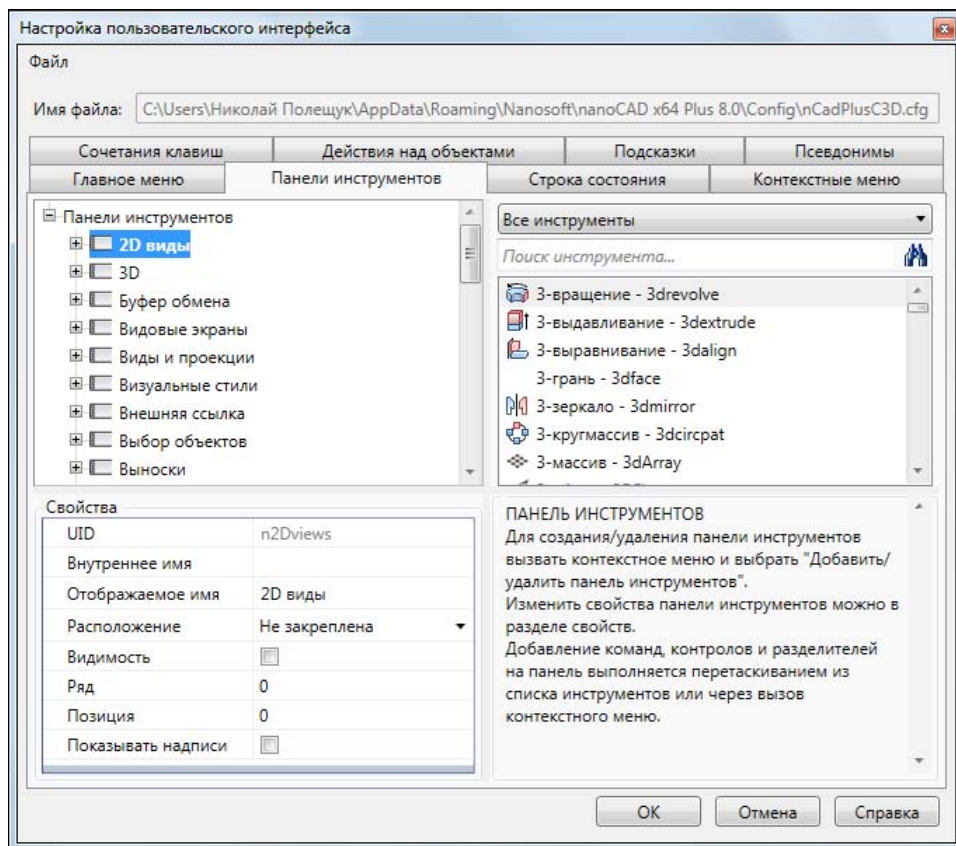 Настройка пользовательского интерфейса
Файл
Имя файла: C:\Users\Николай Полещук\AppData\Roaming\Nanosoft\nanoCAD x64 Plus 8.0\Config\nCadPlusC3D.cfg
Сочетания клавиш Действия над объектами Подсказки Псевдонимы
Главное меню Панели инструментов Строка состояния Контекстные меню
Панели инструментов
2D виды
3D
Буфер обмена
Видовые экраны
Виды и проекции
Визуальные стили
Внешняя ссылка
Выбор объектов
Выноски
Все инструменты
Поиск инструмента...
3-вращение - 3drevolve
3-выдавливание - 3dextrude
3-выравнивание - 3dalign
3-грань - 3dface
3-зеркало - 3dmirror
3-кругмассив - 3dcircpat
3-массив - 3dArray
Свойства
UID n2Dviews
Внутреннее имя
Отображаемое имя 2D виды
Расположение Не закреплена
Видимость
Ряд 0
Позиция 0
Показывать надписи
ПАНЕЛЬ ИНСТРУМЕНТОВ
Для создания/удаления панели инструментов
вызвать контекстное меню и выбрать "Добавить/
удалить панель инструментов".
Изменить свойства панели инструментов можно в
разделе свойств.
Добавление команд, контролов и разделителей
на панель выполняется перетаскиванием из
списка инструментов или через вызов
контекстного меню.
OK Отмена Справка